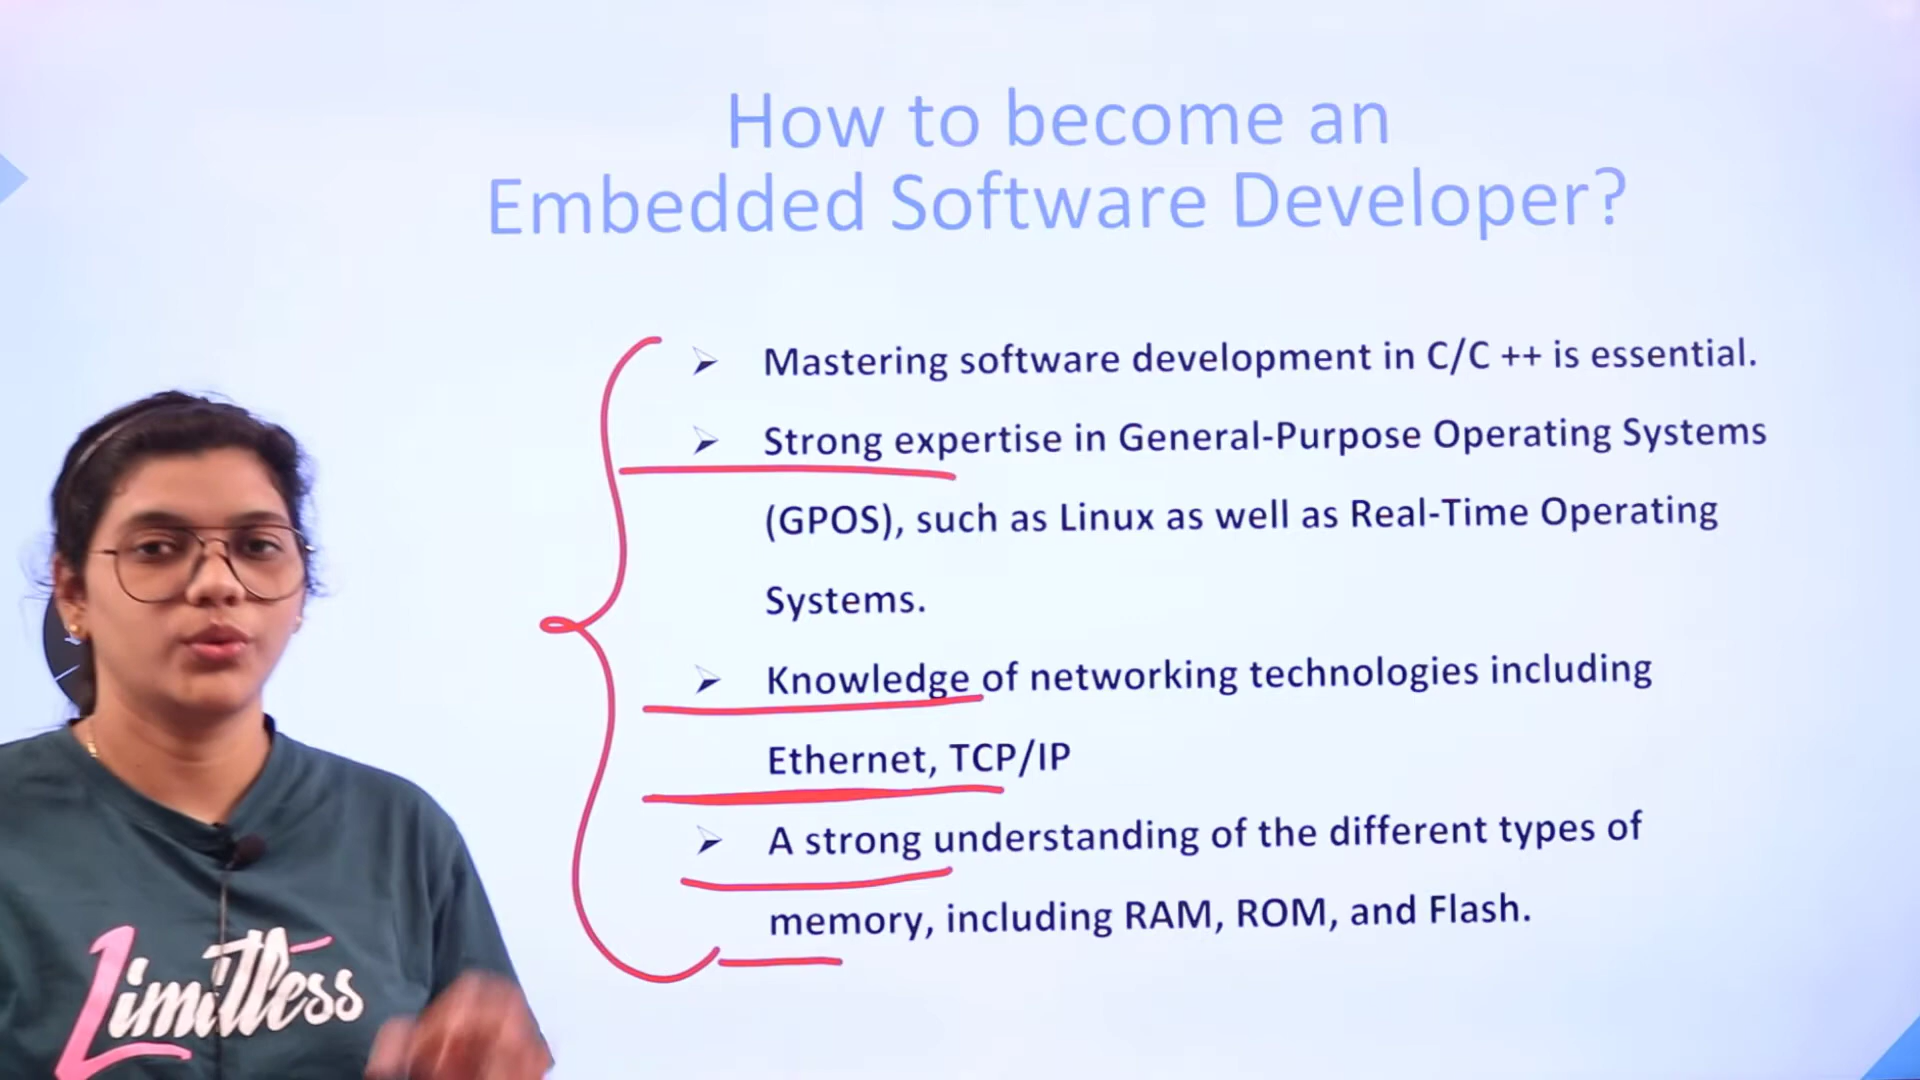 How to become an
Embedded Software Developer?
➢ Mastering software development in C/C ++ is essential.
➢ Strong expertise in General-Purpose Operating Systems
(GPOS), such as Linux as well as Real-Time Operating
Systems.
➢ Knowledge of networking technologies including
Ethernet, TCP/IP
➢ A strong understanding of the different types of
memory, including RAM, ROM, and Flash.
Limitless